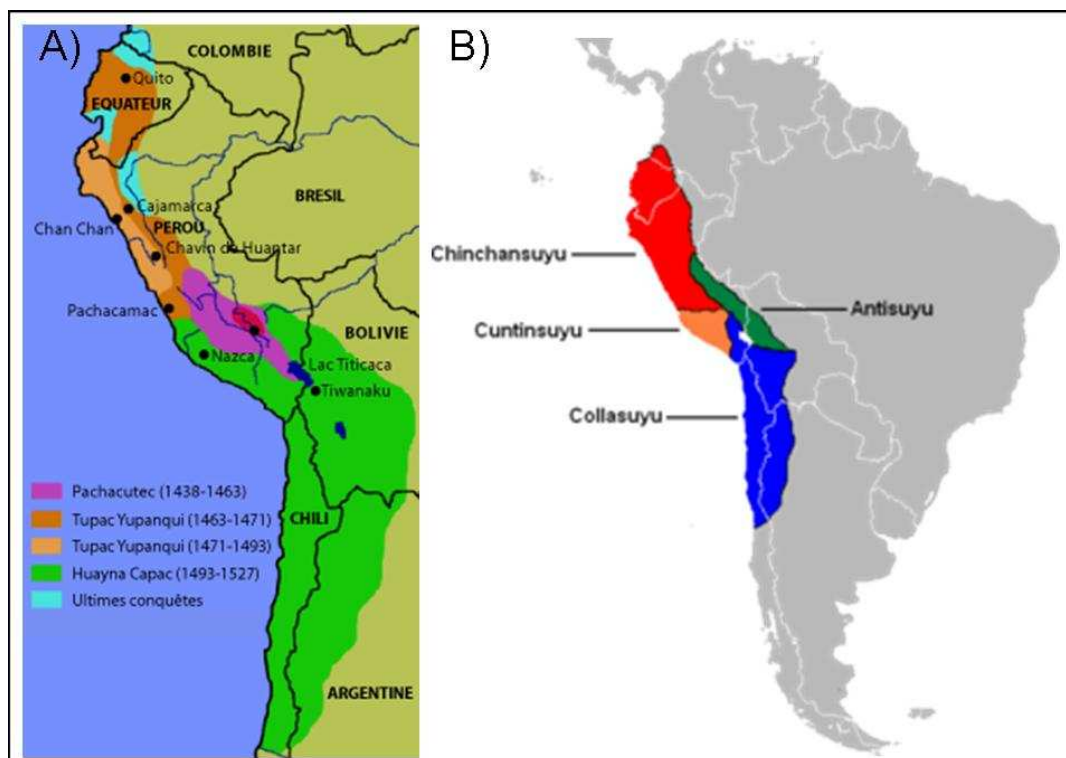 A)
COLOMBIE
Quito
EQUATEUR
BRESIL
Cajamarca
Chan Chan
PEROU
Chavin de Huantar
Pachacamac
BOLIVIE
Nazca
Lac Titicaca
Tiwanaku
Pachacutec (1438-1463)
Tupac Yupanqui (1463-1471)
CHILI
Tupac Yupanqui (1471-1493)
Huayna Capac (1493-1527)
Ultimes conquêtes
ARGENTINE
B)
Chinchansuyu
Antisuyu
Cuntinsuyu
Collasuyu